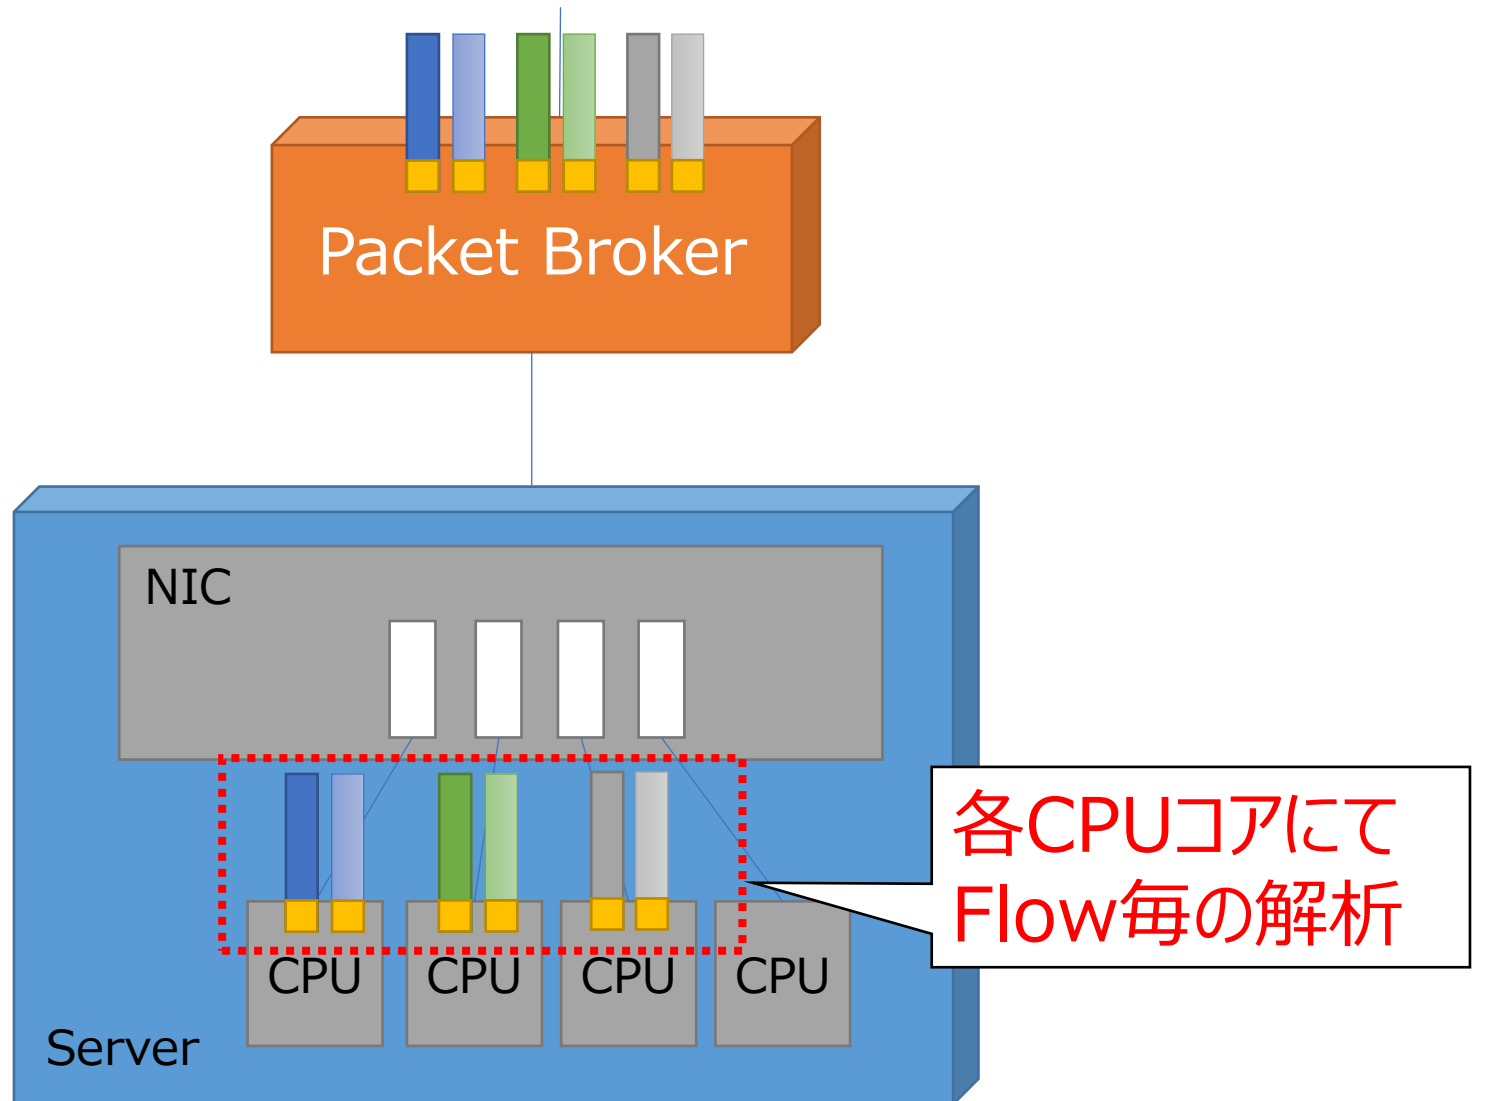 Packet Broker
NIC
各CPUコアにて
Flow毎の解析
CPU
CPU
CPU
CPU
Server